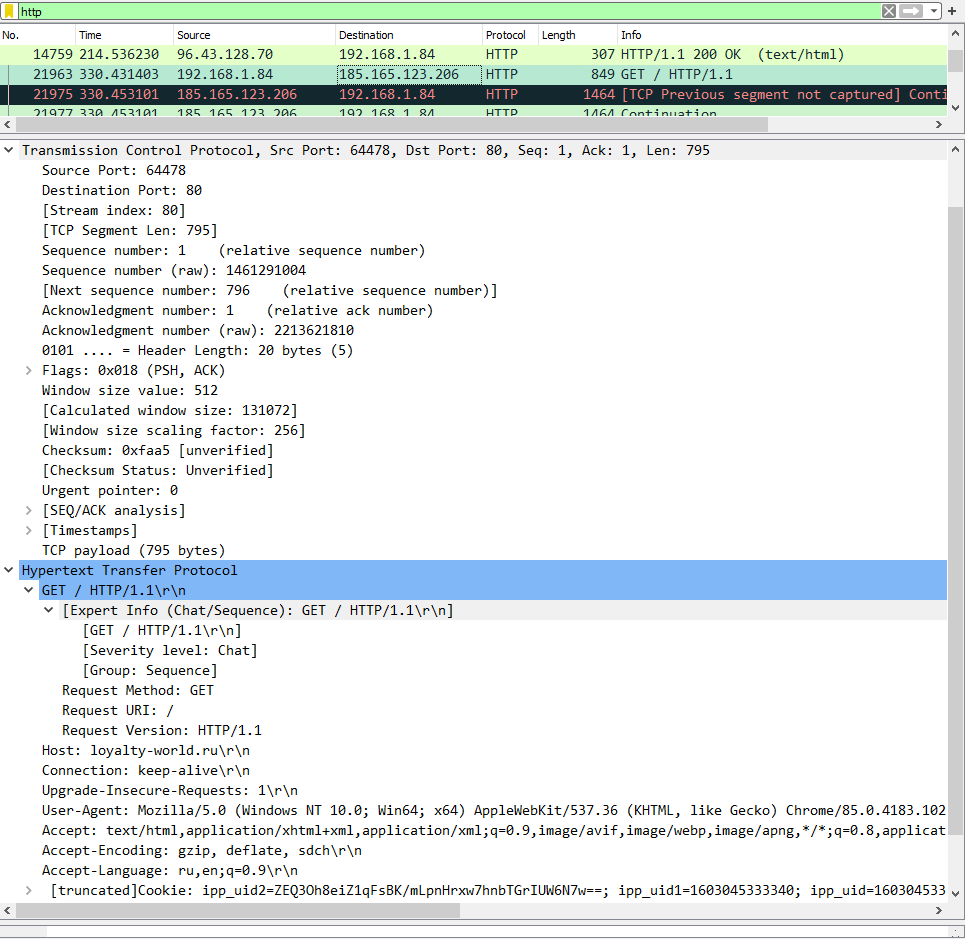 http
No. Time Source Destination Protocol Length Info
14759 214.536230 96.43.128.70 192.168.1.84 HTTP 307 HTTP/1.1 200 OK (text/html)
21963 330.431403 192.168.1.84 185.165.123.206 HTTP 849 GET / HTTP/1.1
21975 330.453101 185.165.123.206 192.168.1.84 HTTP 1464 [TCP Previous segment not captured] Conti
21977 330.453101 185.165.123.206 192.168.1.84 HTTP 1464 Continuation
Transmission Control Protocol, Src Port: 64478, Dst Port: 80, Seq: 1, Ack: 1, Len: 795
Source Port: 64478
Destination Port: 80
[Stream index: 80]
[TCP Segment Len: 795]
Sequence number: 1 (relative sequence number)
Sequence number (raw): 1461291004
[Next sequence number: 796 (relative sequence number)]
Acknowledgment number: 1 (relative ack number)
Acknowledgment number (raw): 2213621810
0101 .... = Header Length: 20 bytes (5)
Flags: 0x018 (PSH, ACK)
Window size value: 512
[Calculated window size: 131072]
[Window size scaling factor: 256]
Checksum: 0xfaa5 [unverified]
[Checksum Status: Unverified]
Urgent pointer: 0
[SEQ/ACK analysis]
[Timestamps]
TCP payload (795 bytes)
Hypertext Transfer Protocol
GET / HTTP/1.1\r\n
[Expert Info (Chat/Sequence): GET / HTTP/1.1\r\n]
[GET / HTTP/1.1\r\n]
[Severity level: Chat]
[Group: Sequence]
Request Method: GET
Request URI: /
Request Version: HTTP/1.1
Host: loyalty-world.ru\r\n
Connection: keep-alive\r\n
Upgrade-Insecure-Requests: 1\r\n
User-Agent: Mozilla/5.0 (Windows NT 10.0; Win64; x64) AppleWebKit/537.36 (KHTML, like Gecko) Chrome/85.0.4183.102
Accept: text/html,application/xhtml+xml,application/xml;q=0.9,image/avif,image/webp,image/apng,*/*;q=0.8,applicat
Accept-Encoding: gzip, deflate, sdch\r\n
Accept-Language: ru,en;q=0.9\r\n
[truncated]Cookie: ipp_uid2=ZEQ3Oh8eiZ1qFsBK/mLpnHrxw7hnbTGrIUW6N7w==; ipp_uid1=1603045333340; ipp_uid=160304533